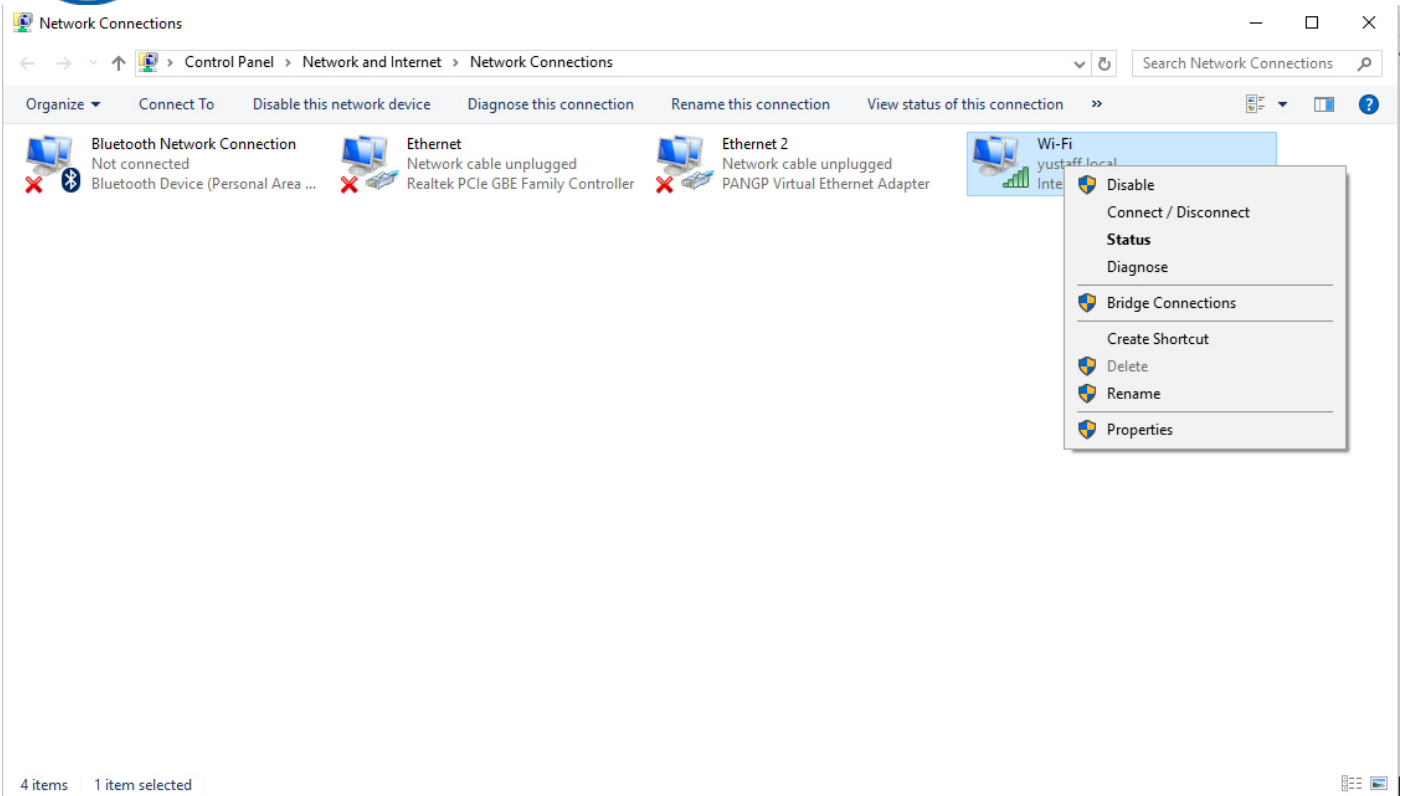 Network Connections
Control Panel > Network and Internet > Network Connections
Search Network Connections
Organize Connect To Disable this network device Diagnose this connection Rename this connection View status of this connection »
Bluetooth Network Connection
Not connected
Bluetooth Device (Personal Area ...
Ethernet
Network cable unplugged
Realtek PCIe GBE Family Controller
Ethernet 2
Network cable unplugged
PANGP Virtual Ethernet Adapter
Wi-Fi
yustaff.local
Inte
Disable
Connect / Disconnect
Status
Diagnose
Bridge Connections
Create Shortcut
Delete
Rename
Properties
4 items 1 item selected